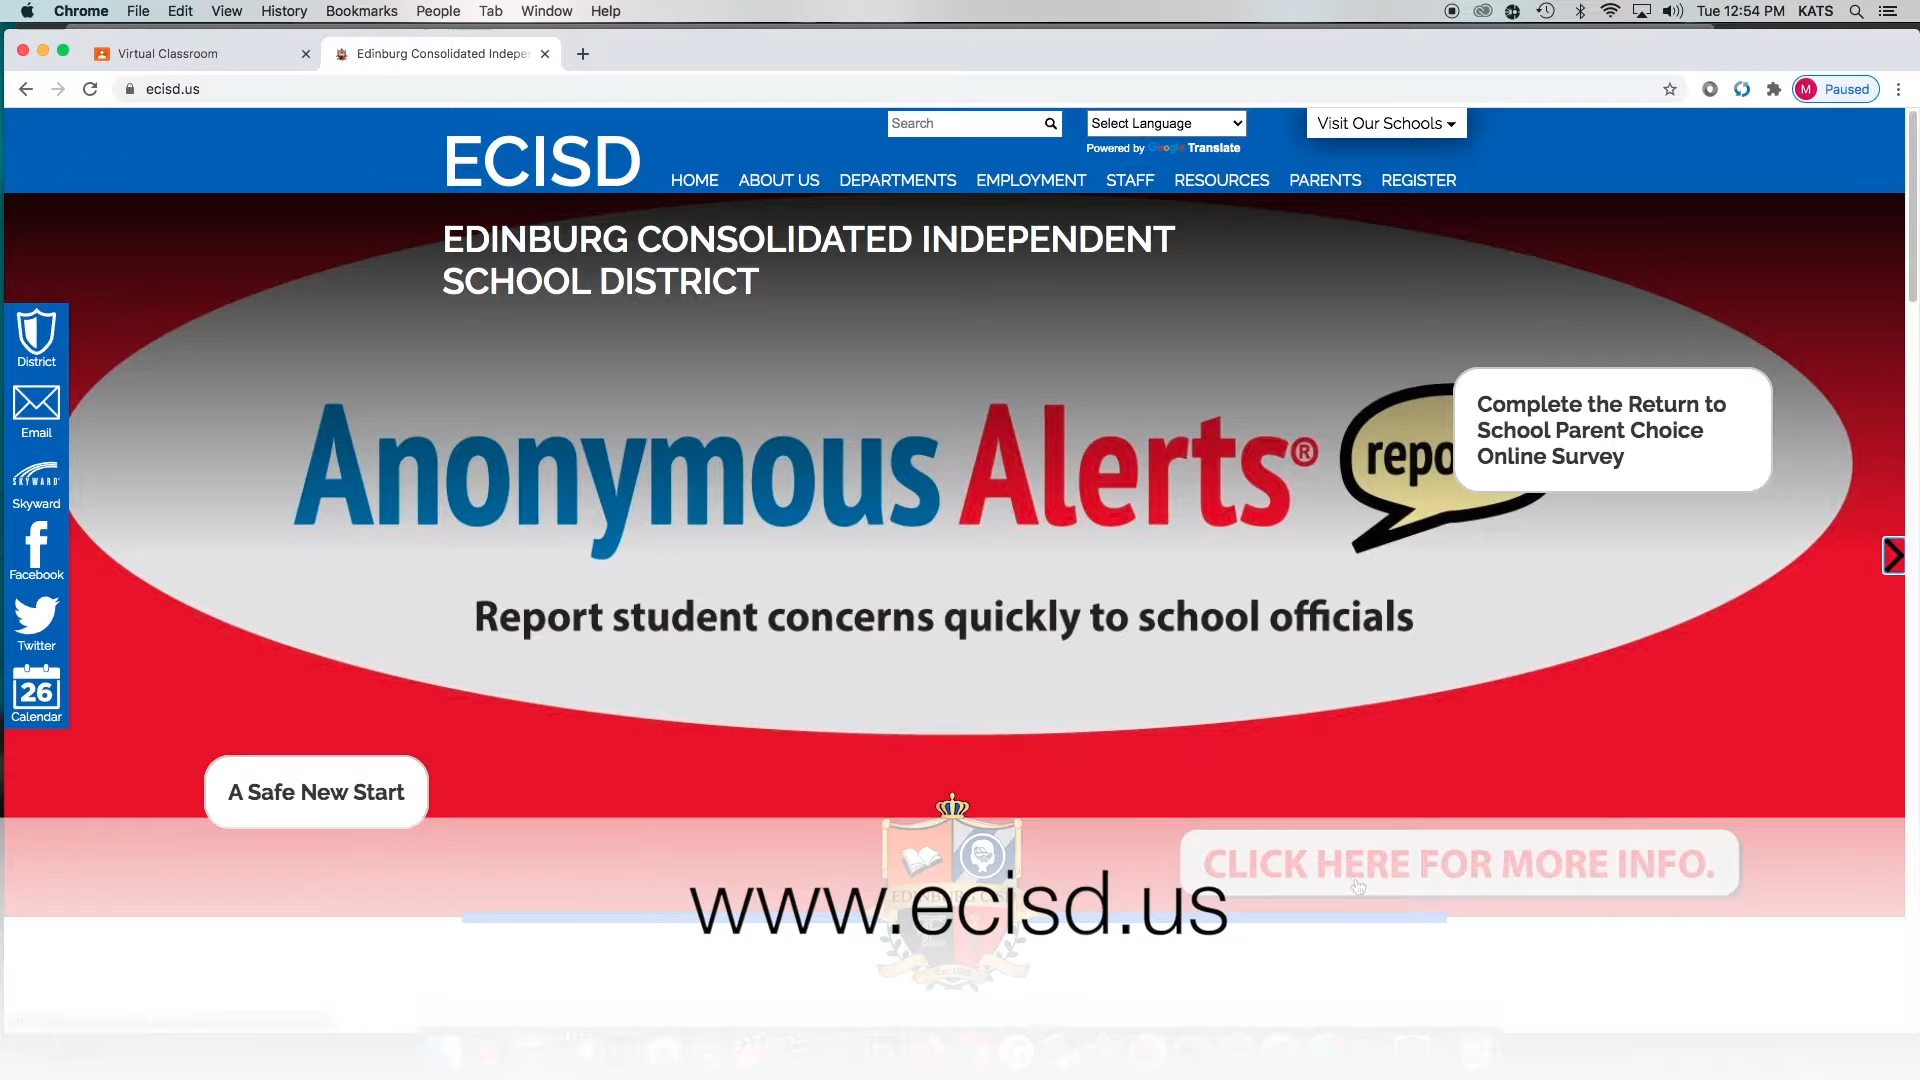 Chrome File Edit View History Bookmarks People Tab Window Help
Tue 12:54 PM KATS
Virtual Classroom
Edinburg Consolidated Indepe
ecisd.us
M Paused
Search
Select Language
Visit Our Schools
Powered by Google Translate
ECISD
HOME ABOUT US DEPARTMENTS EMPLOYMENT STAFF RESOURCES PARENTS REGISTER
EDINBURG CONSOLIDATED INDEPENDENT
SCHOOL DISTRICT
District
Email
SKYWARD
Skyward
Facebook
Twitter
26
Calendar
Anonymous Alerts®
repo
Complete the Return to
School Parent Choice
Online Survey
Report student concerns quickly to school officials
A Safe New Start
CLICK HERE FOR MORE INFO.
EDINBURG CISD
www.ecisd.us